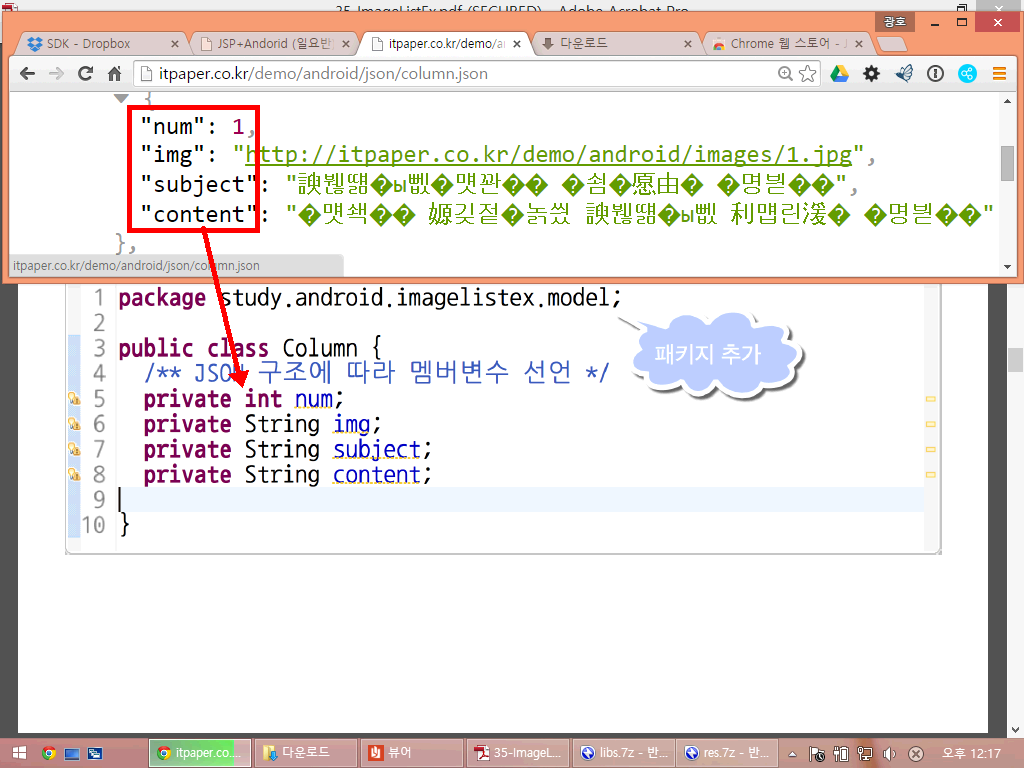 35-ImageListEx.pdf (SECURED) - Adobe Acrobat Pro
광호
SDK - Dropbox
JSP+Andorid (일요반
itpaper.co.kr/demo/a
다운로드
Chrome 웹 스토어 - J
itpaper.co.kr/demo/android/json/column.json
{
"num": 1,
"img": "http://itpaper.co.kr/demo/android/images/1.jpg",
"subject":
"content":
},
itpaper.co.kr/demo/android/json/column.json
1 package study.android.imagelistex.model;
2
3 public class Column {
4 /** JSON 구조에 따라 멤버변수 선언 */
5 private int num;
6 private String img;
7 private String subject;
8 private String content;
9
10 }
패키지 추가
itpaper.co....
다운로드
뷰어
35-ImageL...
libs.7z - 반...
res.7z - 반...
오후 12:17